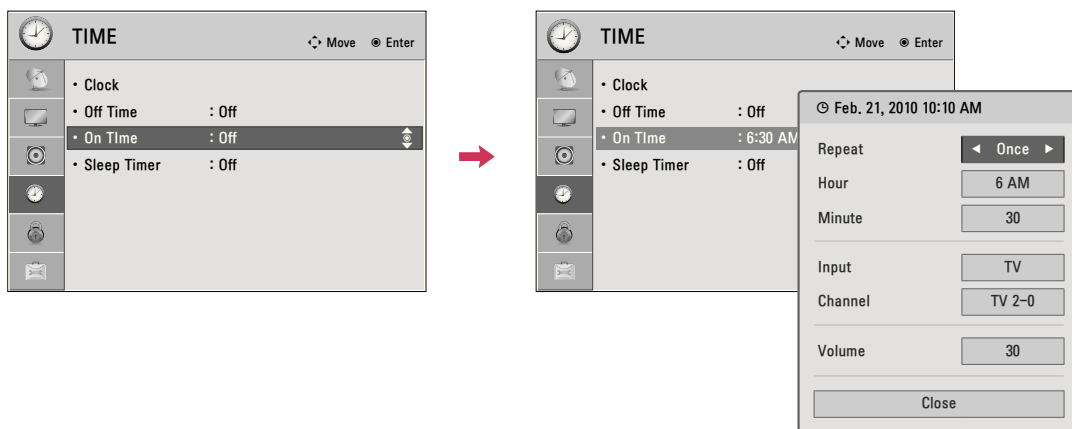 TIME
Move Enter
• Clock
• Off Time : Off
• On TIme : Off
• Sleep Timer : Off
TIME
Move Enter
• Clock
• Off Time : Off
• On TIme : 6:30 AM
• Sleep Timer : Off
Feb. 21, 2010 10:10 AM
Repeat ◄ Once ►
Hour 6 AM
Minute 30
Input TV
Channel TV 2-0
Volume 30
Close